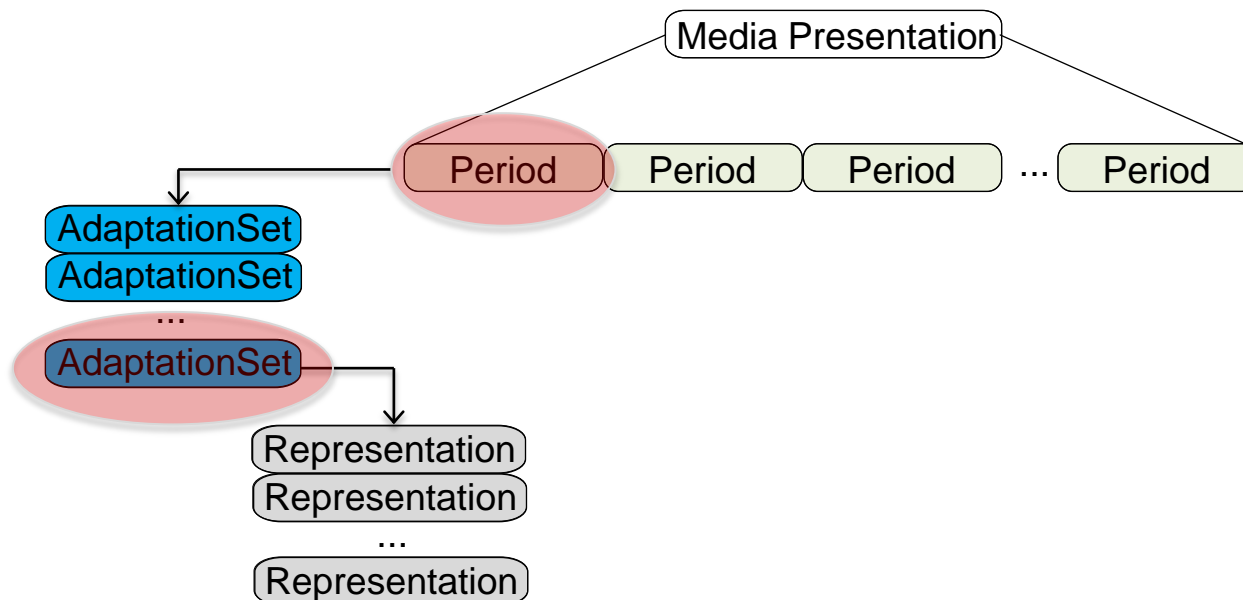 Media Presentation
Period Period Period ... Period
AdaptationSet
AdaptationSet
...
AdaptationSet
Representation
Representation
...
Representation